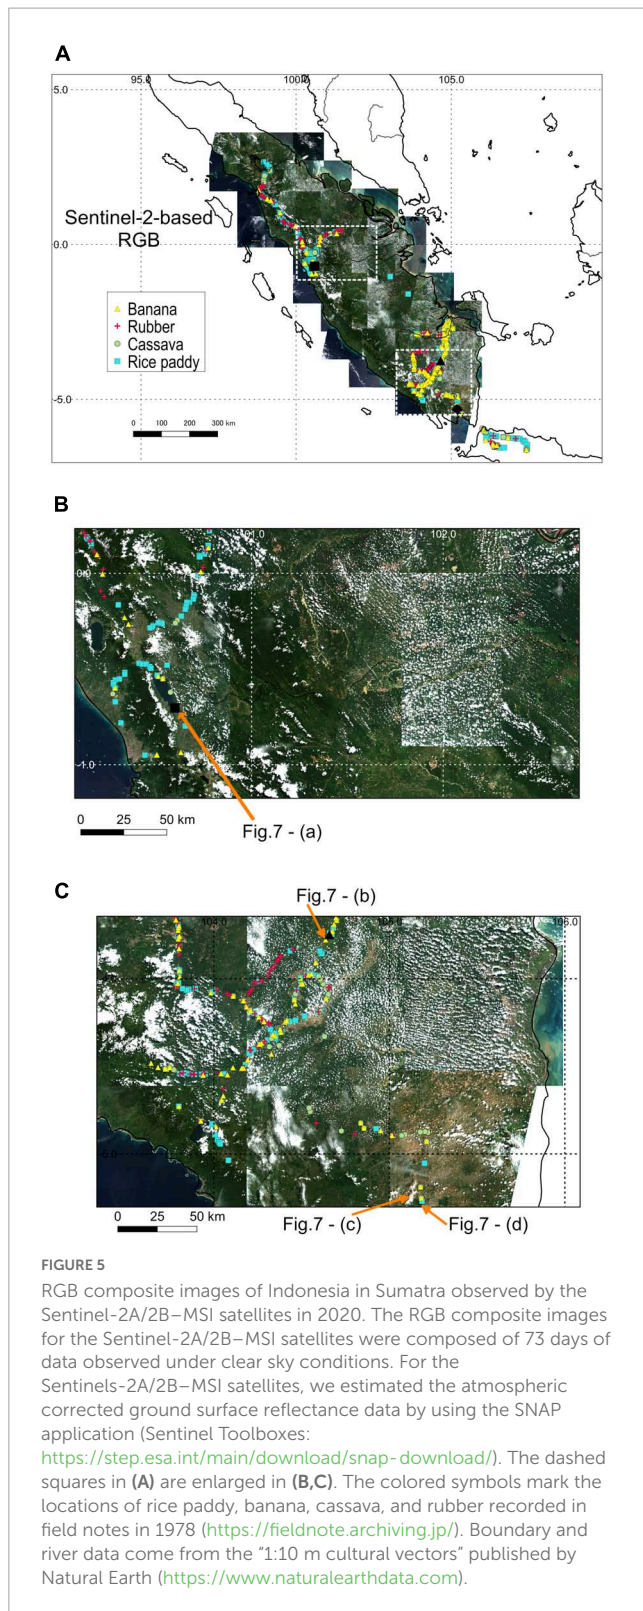 A
95.0
100.0
105.0
5.0
Sentinel-2-based
RGB
0.0
Banana
Rubber
Cassava
Rice paddy
-5.0
0 100 200 300 km
B
102.0
0.0
-1.0
0 25 50 km
Fig.7 - (a)
C
Fig.7 - (b)
104.0
106.0
0 25 50 km
Fig.7 - (c)
Fig.7 - (d)
FIGURE 5
RGB composite images of Indonesia in Sumatra observed by the
Sentinel-2A/2B–MSI satellites in 2020. The RGB composite images
for the Sentinel-2A/2B–MSI satellites were composed of 73 days of
data observed under clear sky conditions. For the
Sentinels-2A/2B–MSI satellites, we estimated the atmospheric
corrected ground surface reflectance data by using the SNAP
application (Sentinel Toolboxes:
https://step.esa.int/main/download/snap-download/). The dashed
squares in (A) are enlarged in (B,C). The colored symbols mark the
locations of rice paddy, banana, cassava, and rubber recorded in
field notes in 1978 (https://fieldnote.archiving.jp/). Boundary and
river data come from the “1:10 m cultural vectors” published by
Natural Earth (https://www.naturalearthdata.com).